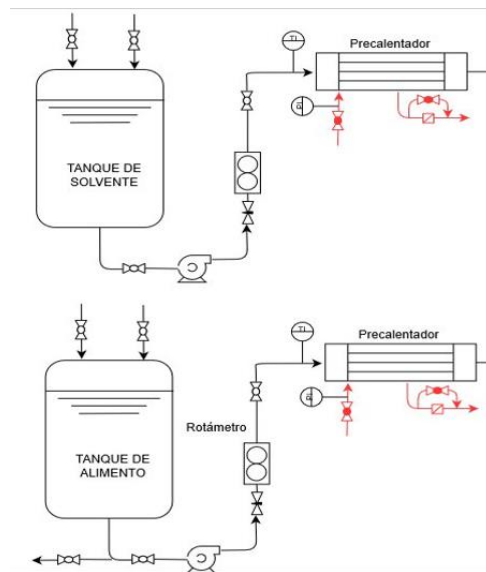 TI
Precalentador
PI
TANQUE DE
SOLVENTE
C
TI
Precalentador
PI
Rotámetro
TANQUE DE
ALIMENTO
C